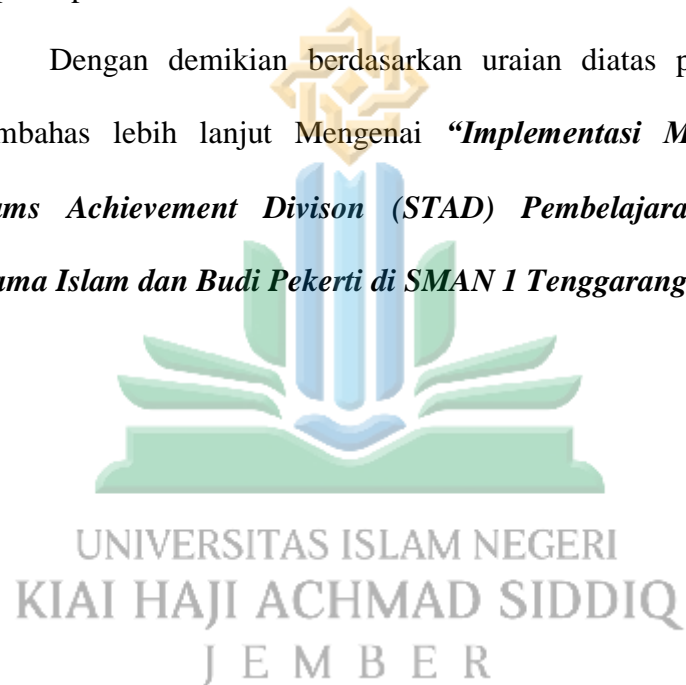 Dengan demikian berdasarkan uraian diatas p
mbahas lebih lanjut Mengenai “Implementasi M
ams Achievement Divison (STAD) Pembelajara
ama Islam dan Budi Pekerti di SMAN 1 Tenggarang
UNIVERSITAS ISLAM NEGERI
KIAI HAJI ACHMAD SIDDIQ
JEMBER